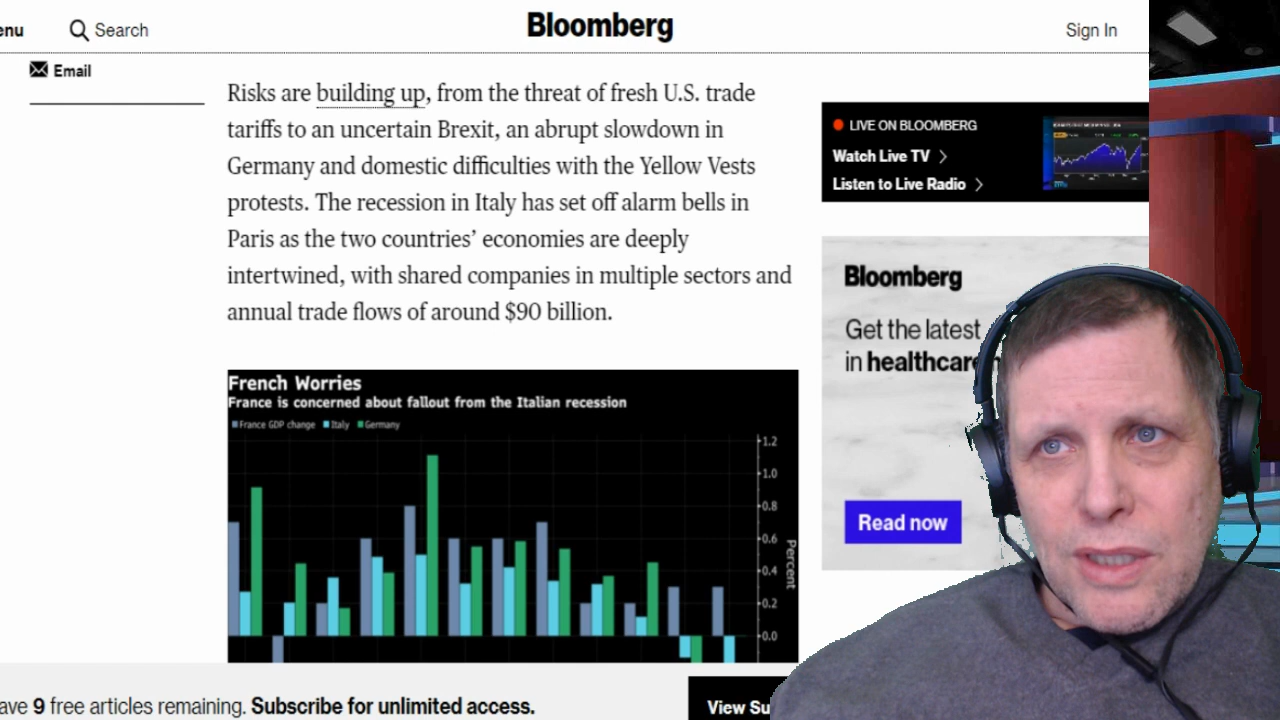 enu
Search
Bloomberg
Sign In
Email
Risks are building up, from the threat of fresh U.S. trade
tariffs to an uncertain Brexit, an abrupt slowdown in
Germany and domestic difficulties with the Yellow Vests
protests. The recession in Italy has set off alarm bells in
Paris as the two countries’ economies are deeply
intertwined, with shared companies in multiple sectors and
annual trade flows of around $90 billion.
LIVE ON BLOOMBERG
Watch Live TV
Listen to Live Radio
Bloomberg
Get the latest
in healthcare
Read now
French Worries
France is concerned about fallout from the Italian recession
France GDP change Italy Germany
1.2
1.0
0.8
0.6
0.4
0.2
0.0
Percent
ave 9 free articles remaining. Subscribe for unlimited access.
View Su